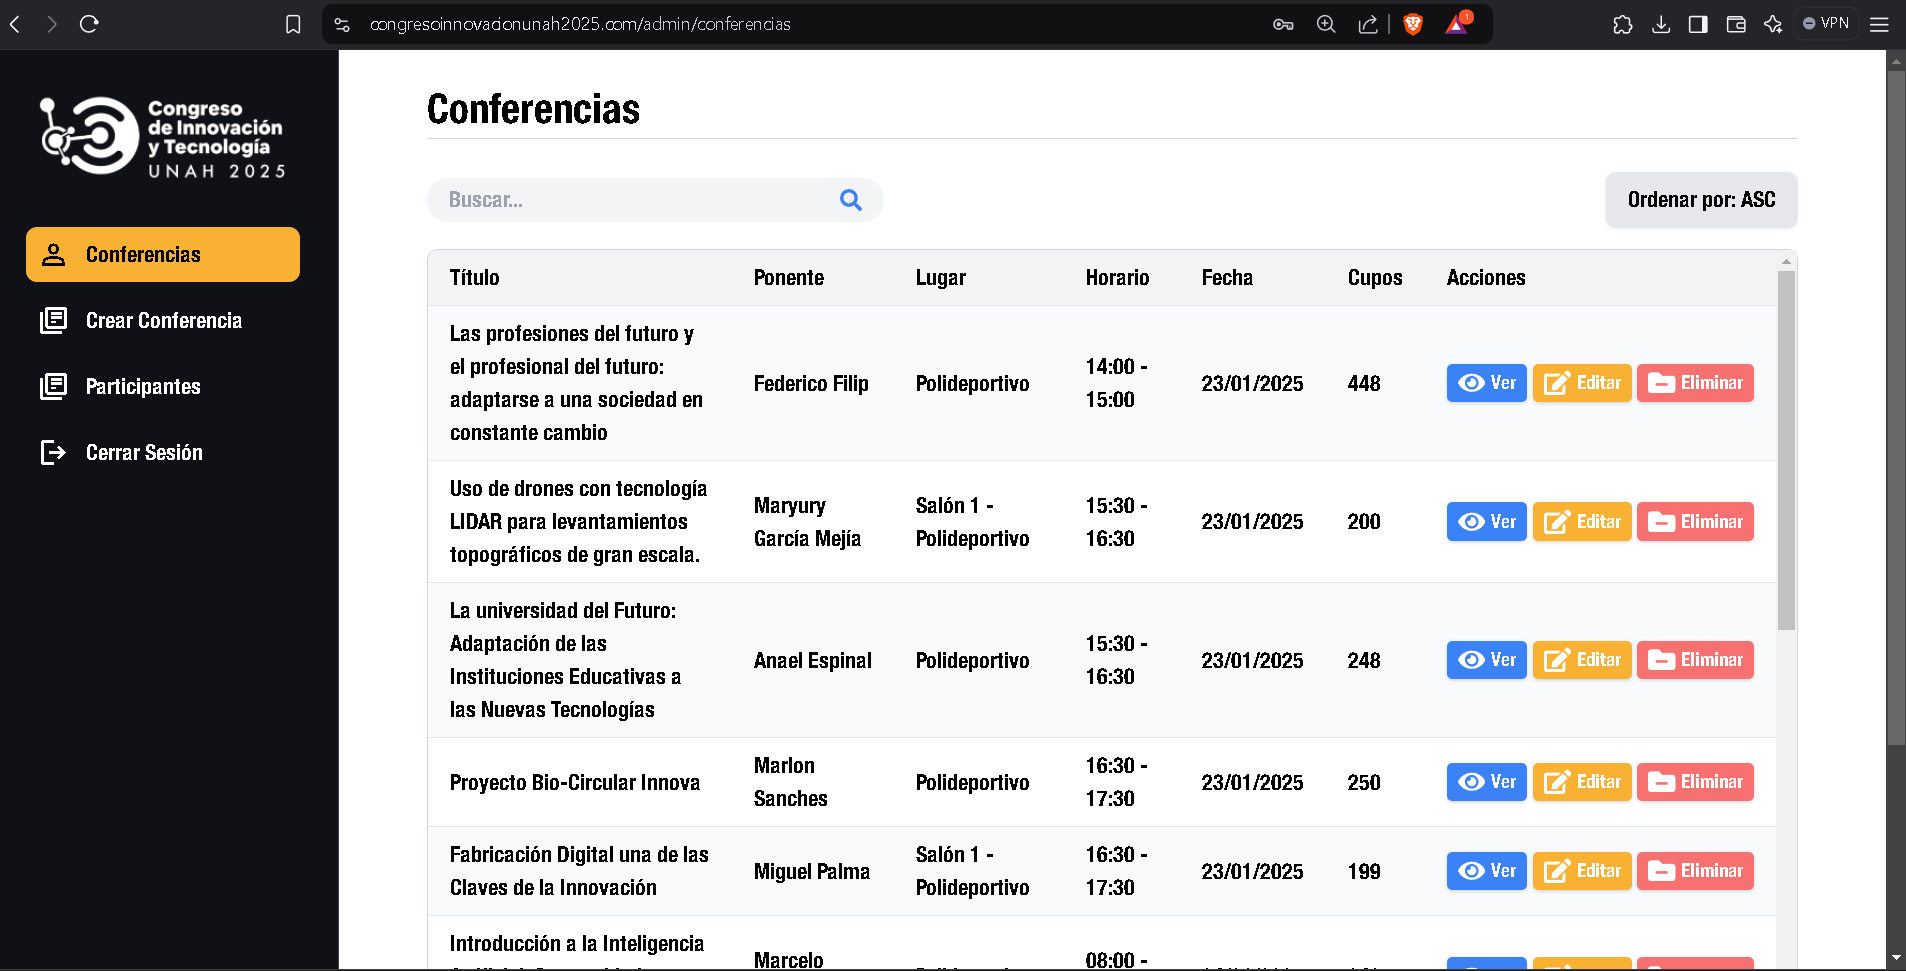 congresoinnovacionunah2025.com/admin/conferencias
1
VPN
Congreso
de Innovación
y Tecnología
UNAH 2025
Conferencias
Crear Conferencia
Participantes
Cerrar Sesión
Conferencias
Buscar...
Ordenar por: ASC
Título Ponente Lugar Horario Fecha Cupos Acciones
Las profesiones del futuro y
el profesional del futuro:
adaptarse a una sociedad en
constante cambio
Federico Filip
Polideportivo
14:00 -
15:00
23/01/2025
448
Ver Editar Eliminar
Uso de drones con tecnología
LIDAR para levantamientos
topográficos de gran escala.
Maryury
García Mejía
Salón 1 -
Polideportivo
15:30 -
16:30
23/01/2025
200
Ver Editar Eliminar
La universidad del Futuro:
Adaptación de las
Instituciones Educativas a
las Nuevas Tecnologías
Anael Espinal
Polideportivo
15:30 -
16:30
23/01/2025
248
Ver Editar Eliminar
Proyecto Bio-Circular Innova
Marlon
Sanches
Polideportivo
16:30 -
17:30
23/01/2025
250
Ver Editar Eliminar
Fabricación Digital una de las
Claves de la Innovación
Miguel Palma
Salón 1 -
Polideportivo
16:30 -
17:30
23/01/2025
199
Ver Editar Eliminar
Introducción a la Inteligencia
Marcelo
08:00 -